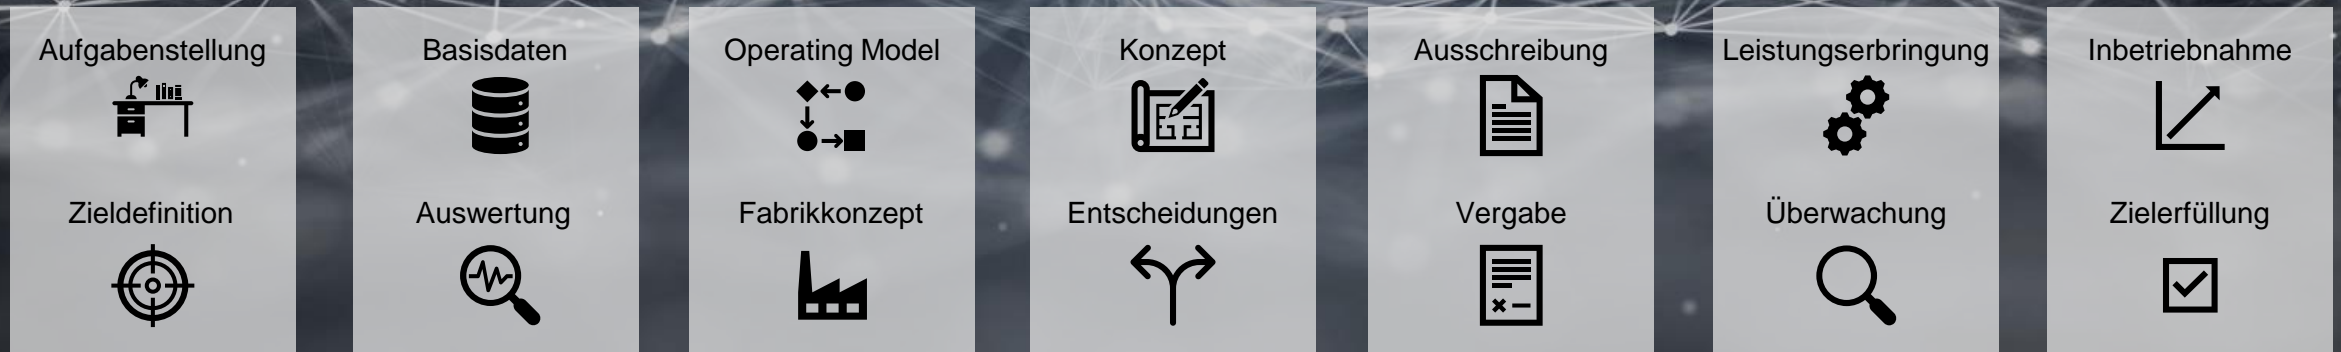 Aufgabenstellung
Zieldefinition
Basisdaten
Auswertung
Operating Model
Fabrikkonzept
Konzept
Entscheidungen
Ausschreibung
Vergabe
Leistungserbringung
Überwachung
Inbetriebnahme
Zielerfüllung